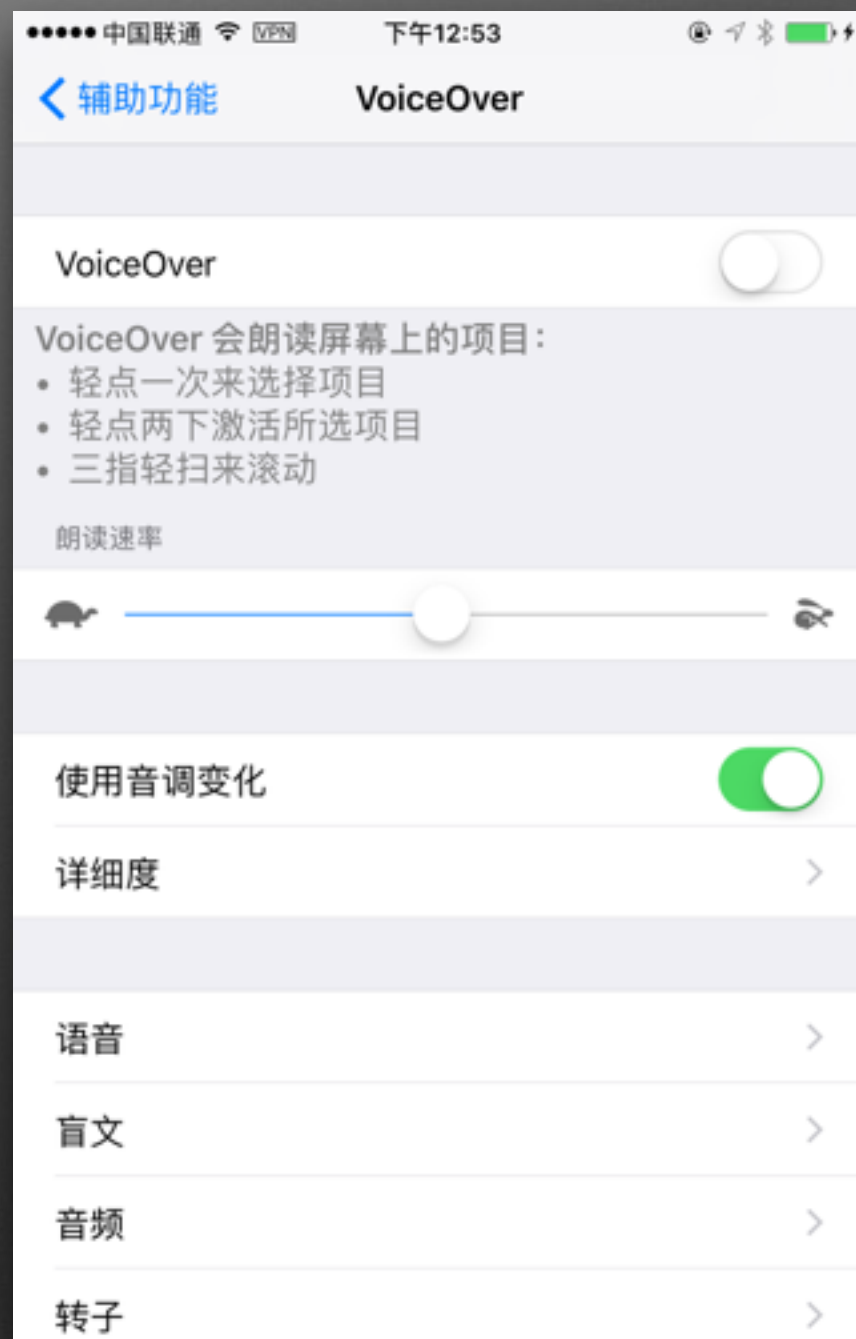 中国联通 VPN 下午12:53
辅助功能 VoiceOver
VoiceOver
VoiceOver 会朗读屏幕上的项目：
• 轻点一次来选择项目
• 轻点两下激活所选项目
• 三指轻扫来滚动
朗读速率
使用音调变化
详细度
语音
盲文
音频
转子